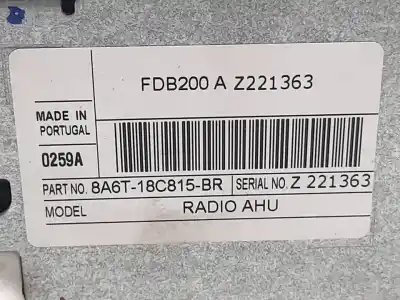 FDB200 A Z221363
MADE IN
PORTUGAL
0259A
PART NO. 8A6T-18C815-BR SERIAL NO. Z 221363
MODEL RADIO AHU